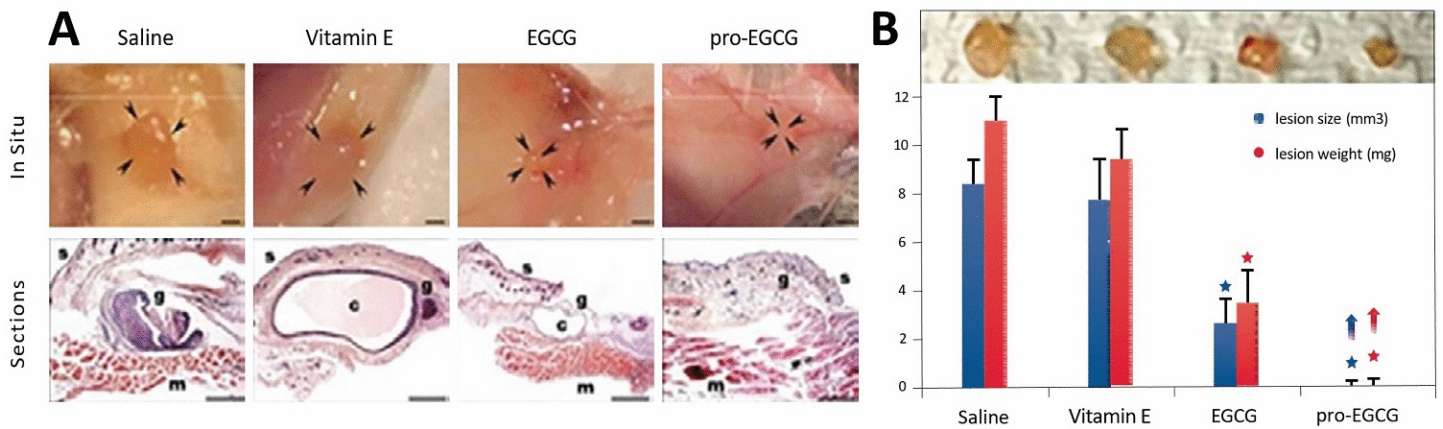 A
Saline
Vitamin E
EGCG
pro-EGCG
In Situ
Sections
s
g
m
c
g
s
g
c
m
g
s
m
B
12
10
8
6
4
2
0
lesion size (mm3)
lesion weight (mg)
Saline
Vitamin E
EGCG
pro-EGCG